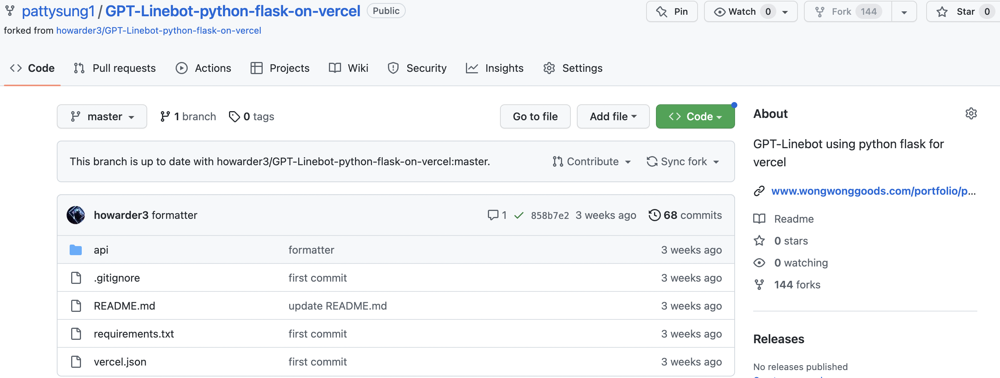 pattysung1 / GPT-Linebot-python-flask-on-vercel Public Pin Watch 0 Fork 144 Star 0
forked from howarder3/GPT-Linebot-python-flask-on-vercel
Code Pull requests Actions Projects Wiki Security Insights Settings
master 1 branch 0 tags Go to file Add file Code
This branch is up to date with howarder3/GPT-Linebot-python-flask-on-vercel:master. Contribute Sync fork
howarder3 formatter 1 858b7e2 3 weeks ago 68 commits
api formatter 3 weeks ago
.gitignore first commit 3 weeks ago
README.md update README.md 3 weeks ago
requirements.txt first commit 3 weeks ago
vercel.json first commit 3 weeks ago
About
GPT-Linebot using python flask for
vercel
www.wongwonggoods.com/portfolio/p...
Readme
0 stars
0 watching
144 forks
Releases
No releases published